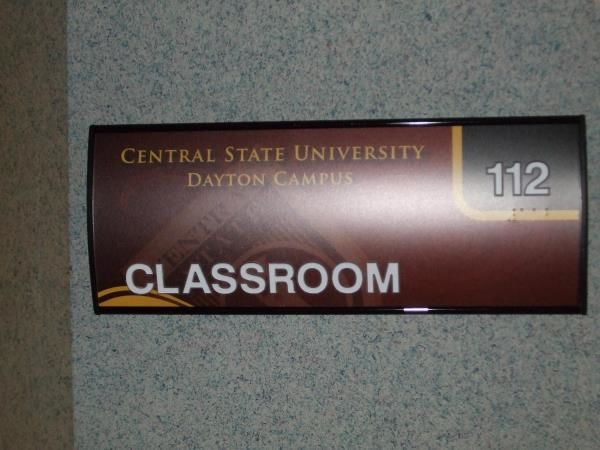 CENTRAL STATE UNIVERSITY
DAYTON CAMPUS
112
CLASSROOM